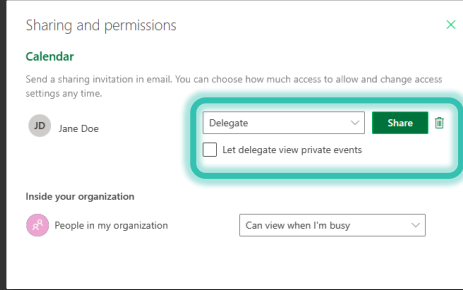 Sharing and permissions
Calendar
Send a sharing invitation in email. You can choose how much access to allow and change access
settings any time.
JD Jane Doe
Delegate
Share
Let delegate view private events
Inside your organization
People in my organization
Can view when I'm busy